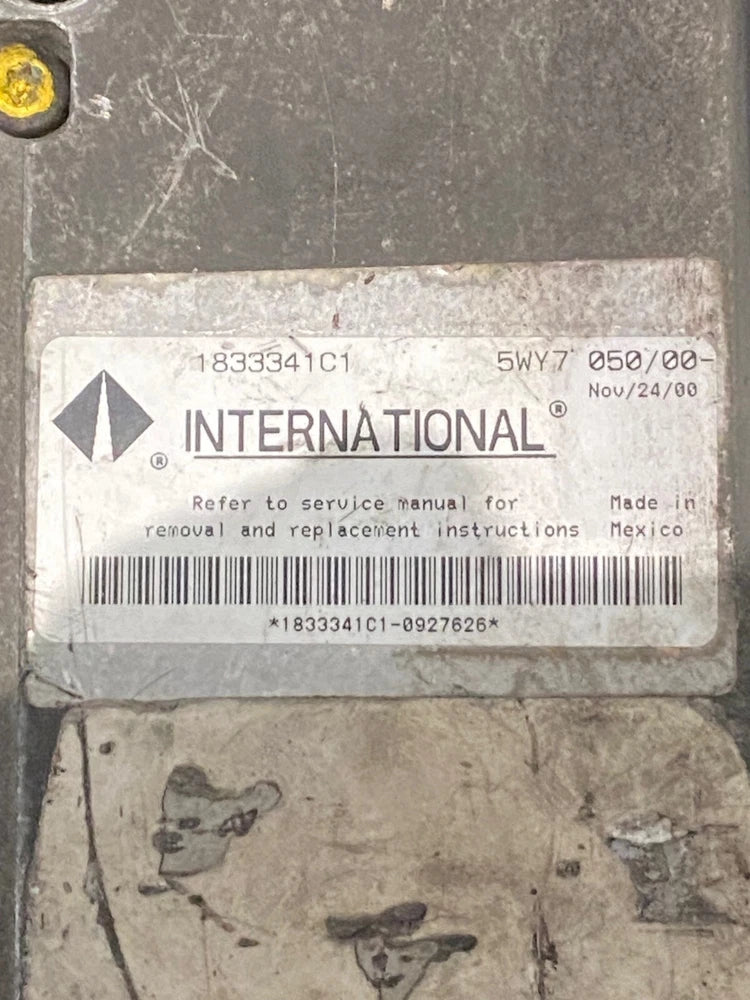 1833341C1 5WY7 050/00-
Nov/24/00
® INTERNATIONAL®
Refer to service manual for Made in
removal and replacement instructions Mexico
*1833341C1-0927626*